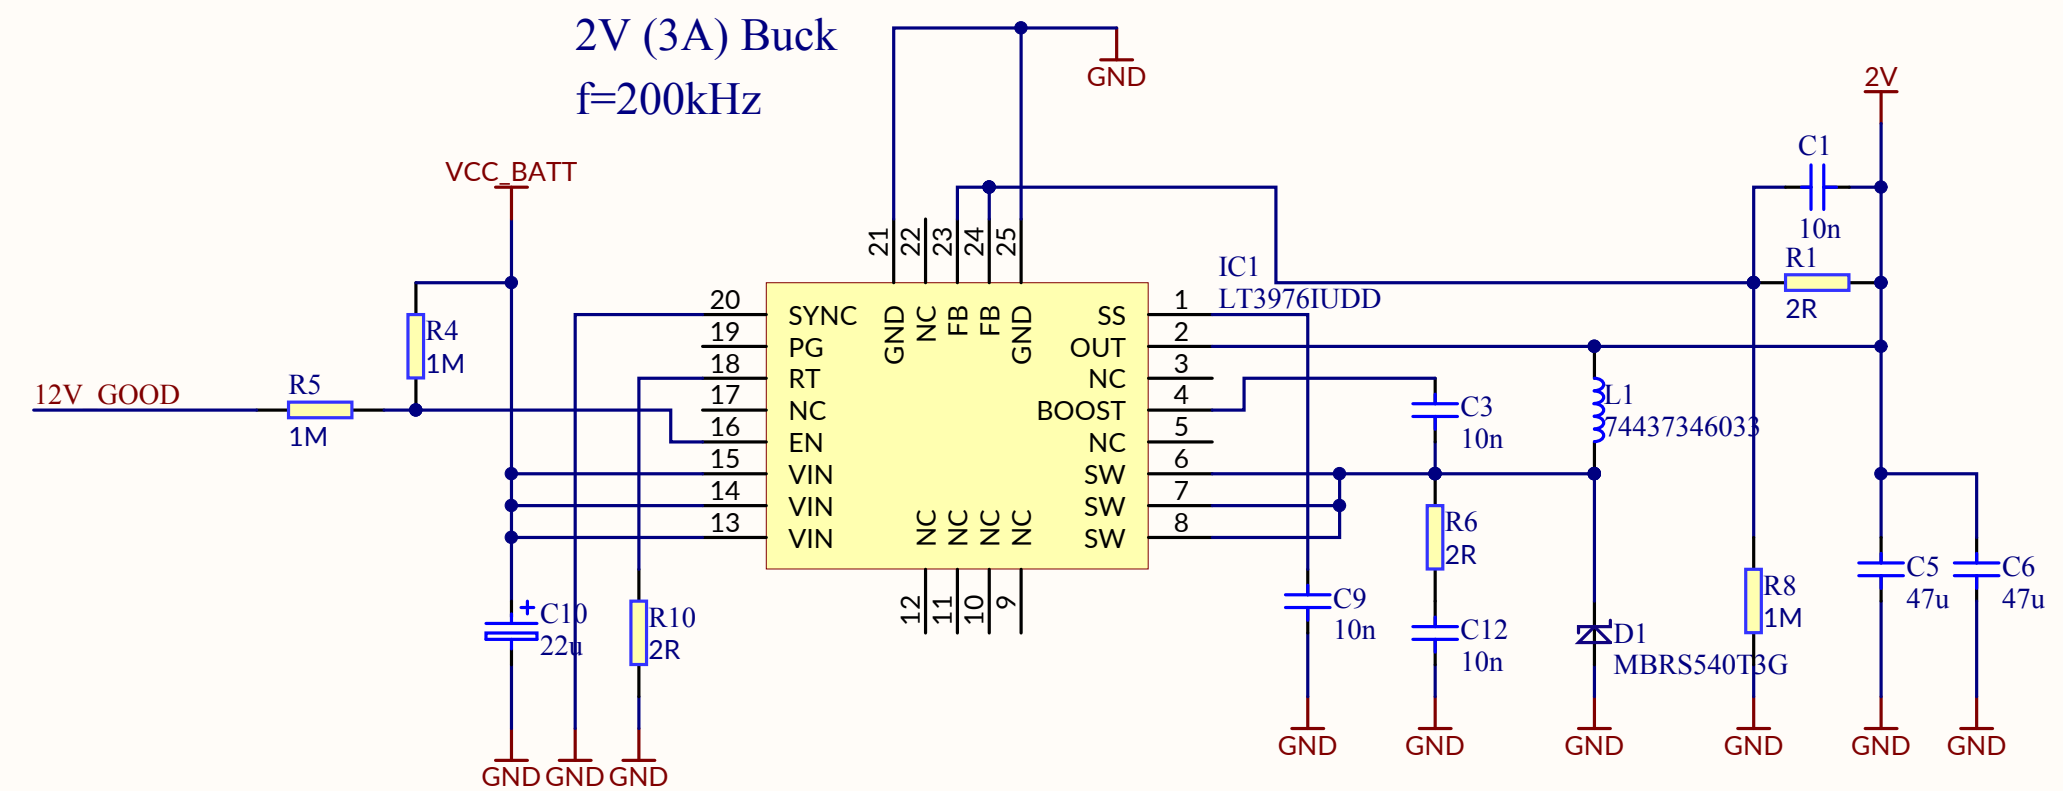 2V (3A) Buck
f=200kHz
GND
2V
VCC_BATT
C1
10n
R1
2R
21
22
23
24
25
IC1
LT3976IUDD
20
19
18
17
16
15
14
13
SYNC
PG
RT
NC
EN
VIN
VIN
VIN
GND
NC
FB
FB
GND
SS
OUT
NC
BOOST
NC
SW
SW
SW
1
2
3
4
5
6
7
8
NC
NC
NC
NC
12
11
10
9
R4
1M
12V_GOOD
R5
1M
C3
10n
L1
74437346033
R6
2R
C10
22u
R10
2R
C9
10n
C12
10n
D1
MBRS540T3G
R8
1M
C5
47u
C6
47u
GND
GND
GND
GND
GND
GND
GND
GND
GND